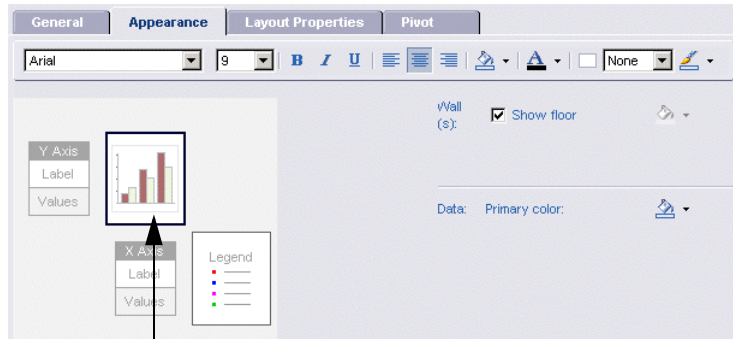 General Appearance Layout Properties Pivot
Arial 9 B I U A None
Wall
(s): Show floor
Y Axis
Label
Values
Data: Primary color:
X Axis
Label
Values
Legend